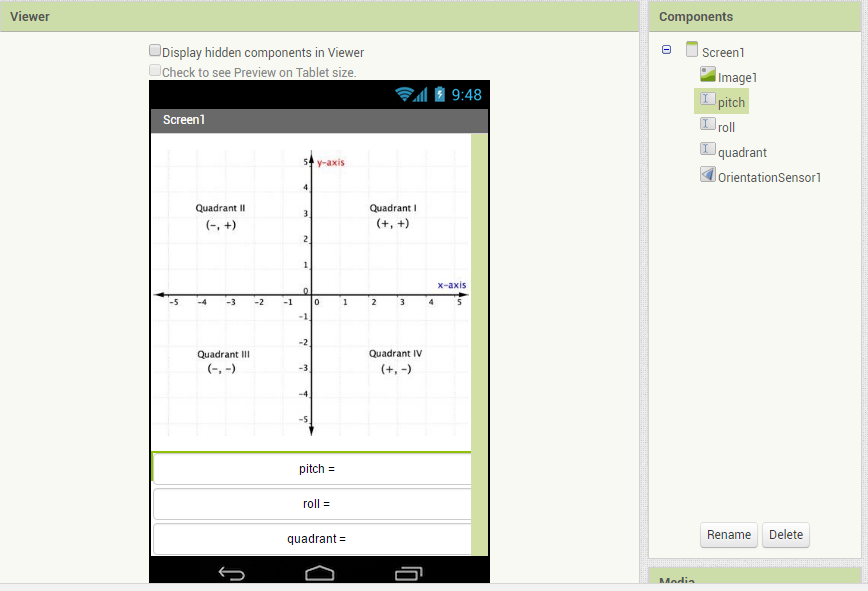 Viewer
Display hidden components in Viewer
Check to see Preview on Tablet size.
9:48
Screen1
5 y-axis
4
Quadrant II Quadrant I
3
(-, +) (+, +)
2
1
x-axis
0
-5 -4 -3 -2 -1 0 1 2 3 4 5
-1
-2
Quadrant III Quadrant IV
(-, -) -3 (+, -)
-4
-5
pitch =
roll =
quadrant =
Components
Screen1
Image1
pitch
roll
quadrant
OrientationSensor1
Rename Delete
Media